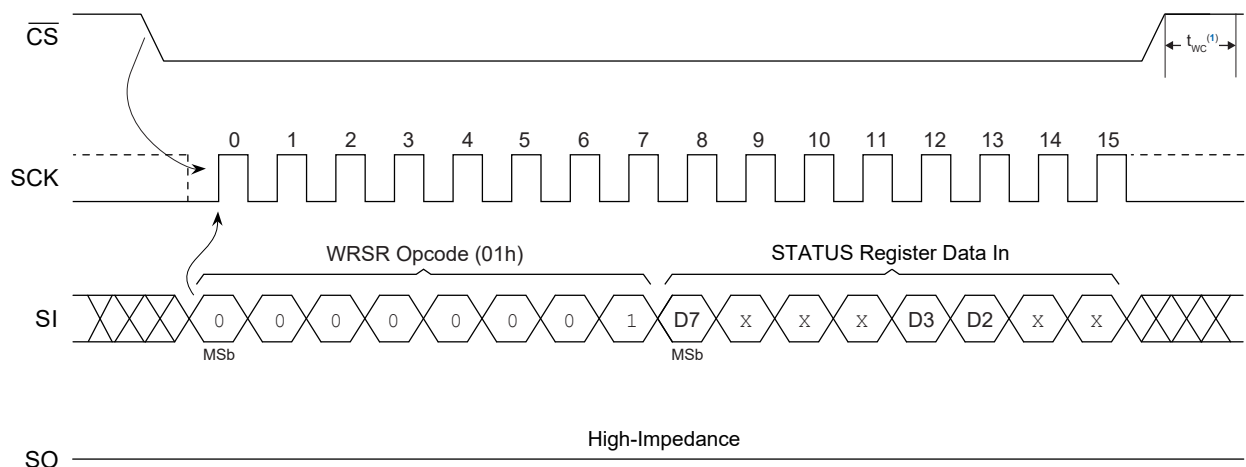 CS
tWC(1)
0 1 2 3 4 5 6 7 8 9 10 11 12 13 14 15
SCK
WRSR Opcode (01h) STATUS Register Data In
SI 0 0 0 0 0 0 0 1 D7 X X X D3 D2 X X
MSb MSb
High-Impedance
SO